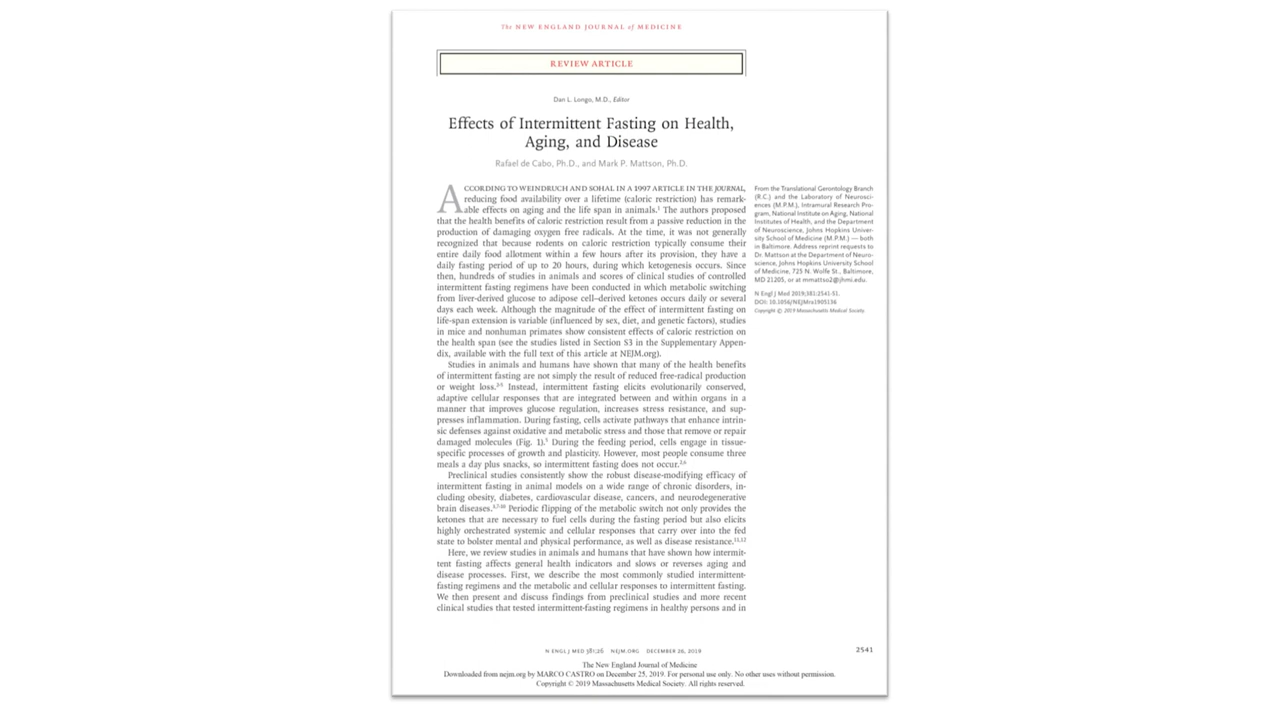 The NEW ENGLAND JOURNAL of MEDICINE
REVIEW ARTICLE
Dan L. Longo, M.D., Editor
Effects of Intermittent Fasting on Health,
Aging, and Disease
Rafael de Cabo, Ph.D., and Mark P. Mattson, Ph.D.
ACCORDING TO WEINDRUCH AND SOHAL IN A 1997 ARTICLE IN THE JOURNAL,
reducing food availability over a lifetime (caloric restriction) has remark-
able effects on aging and the life span in animals.1 The authors proposed
that the health benefits of caloric restriction result from a passive reduction in the
production of damaging oxygen free radicals. At the time, it was not generally
recognized that because rodents on caloric restriction typically consume their
entire daily food allotment within a few hours after its provision, they have a
daily fasting period of up to 20 hours, during which ketogenesis occurs. Since
then, hundreds of studies in animals and scores of clinical studies of controlled
intermittent fasting regimens have been conducted in which metabolic switching
from liver-derived glucose to adipose cell–derived ketones occurs daily or several
days each week. Although the magnitude of the effect of intermittent fasting on
life-span extension is variable (influenced by sex, diet, and genetic factors), studies
in mice and nonhuman primates show consistent effects of caloric restriction on
the health span (see the studies listed in Section S3 in the Supplementary Appen-
dix, available with the full text of this article at NEJM.org).
Studies in animals and humans have shown that many of the health benefits
of intermittent fasting are not simply the result of reduced free-radical production
or weight loss.2-5 Instead, intermittent fasting elicits evolutionarily conserved,
adaptive cellular responses that are integrated between and within organs in a
manner that improves glucose regulation, increases stress resistance, and sup-
presses inflammation. During fasting, cells activate pathways that enhance intrin-
sic defenses against oxidative and metabolic stress and those that remove or repair
damaged molecules (Fig. 1).5 During the feeding period, cells engage in tissue-
specific processes of growth and plasticity. However, most people consume three
meals a day plus snacks, so intermittent fasting does not occur.2,6
Preclinical studies consistently show the robust disease-modifying efficacy of
intermittent fasting in animal models on a wide range of chronic disorders, in-
cluding obesity, diabetes, cardiovascular disease, cancers, and neurodegenerative
brain diseases.3,7-10 Periodic flipping of the metabolic switch not only provides the
ketones that are necessary to fuel cells during the fasting period but also elicits
highly orchestrated systemic and cellular responses that carry over into the fed
state to bolster mental and physical performance, as well as disease resistance.11,12
Here, we review studies in animals and humans that have shown how intermit-
tent fasting affects general health indicators and slows or reverses aging and
disease processes. First, we describe the most commonly studied intermittent-
fasting regimens and the metabolic and cellular responses to intermittent fasting.
We then present and discuss findings from preclinical studies and more recent
clinical studies that tested intermittent-fasting regimens in healthy persons and in
From the Translational Gerontology Branch
(R.C.) and the Laboratory of Neurosci-
ences (M.P.M.), Intramural Research Pro-
gram, National Institute on Aging, National
Institutes of Health, and the Department
of Neuroscience, Johns Hopkins Univer-
sity School of Medicine (M.P.M.) — both
in Baltimore. Address reprint requests to
Dr. Mattson at the Department of Neuro-
science, Johns Hopkins University School
of Medicine, 725 N. Wolfe St., Baltimore,
MD 21205, or at mmattso2@jhmi.edu.
N Engl J Med 2019;381:2541-51.
DOI: 10.1056/NEJMra1905136
Copyright © 2019 Massachusetts Medical Society.
N ENGL J MED 381;26 NEJM.ORG DECEMBER 26, 2019
2541
The New England Journal of Medicine
Downloaded from nejm.org by MARCO CASTRO on December 25, 2019. For personal use only. No other uses without permission.
Copyright © 2019 Massachusetts Medical Society. All rights reserved.